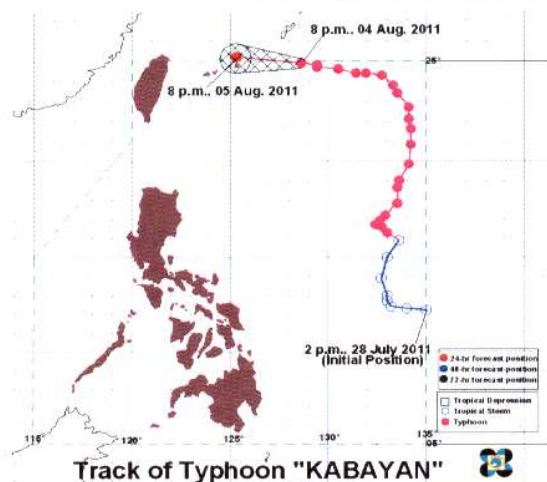 8 p.m., 04 Aug. 2011
25°
8 p.m., 05 Aug. 2011
2 p.m., 28 July 2011
(Initial Position)
24-hr forecast position
48-hr forecast position
72-hr forecast position
Tropical Depression
Tropical Storm
Typhoon
115°
120°
125°
130°
135°
05°
Track of Typhoon "KABAYAN"